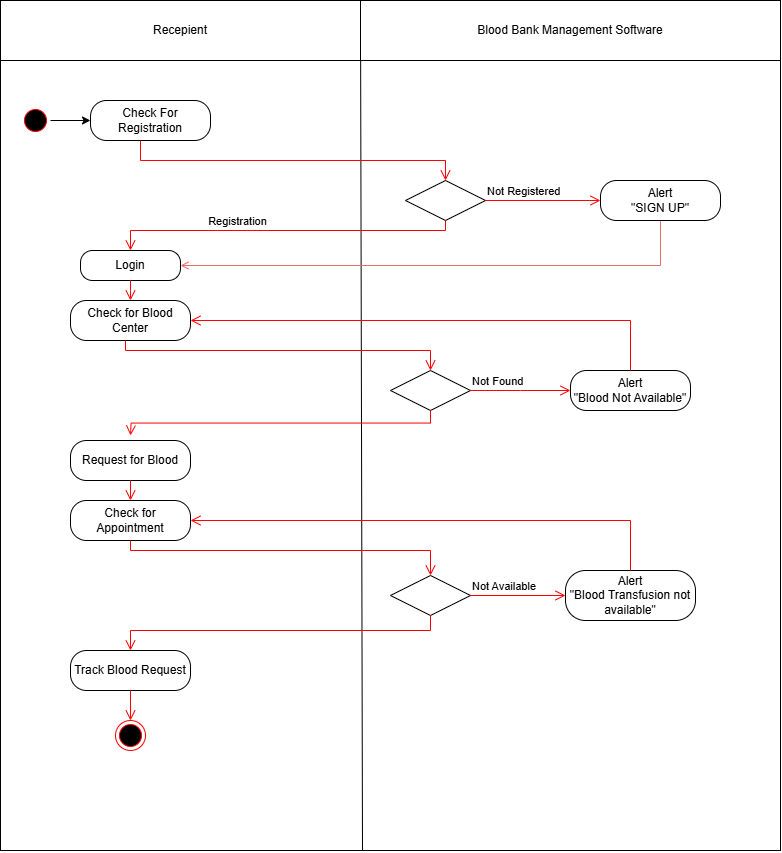 Recepient
Blood Bank Management Software
Check For
Registration
Not Registered
Alert
"SIGN UP"
Registration
Login
Check for Blood
Center
Not Found
Alert
"Blood Not Available"
Request for Blood
Check for
Appointment
Not Available
Alert
"Blood Transfusion not
available"
Track Blood Request